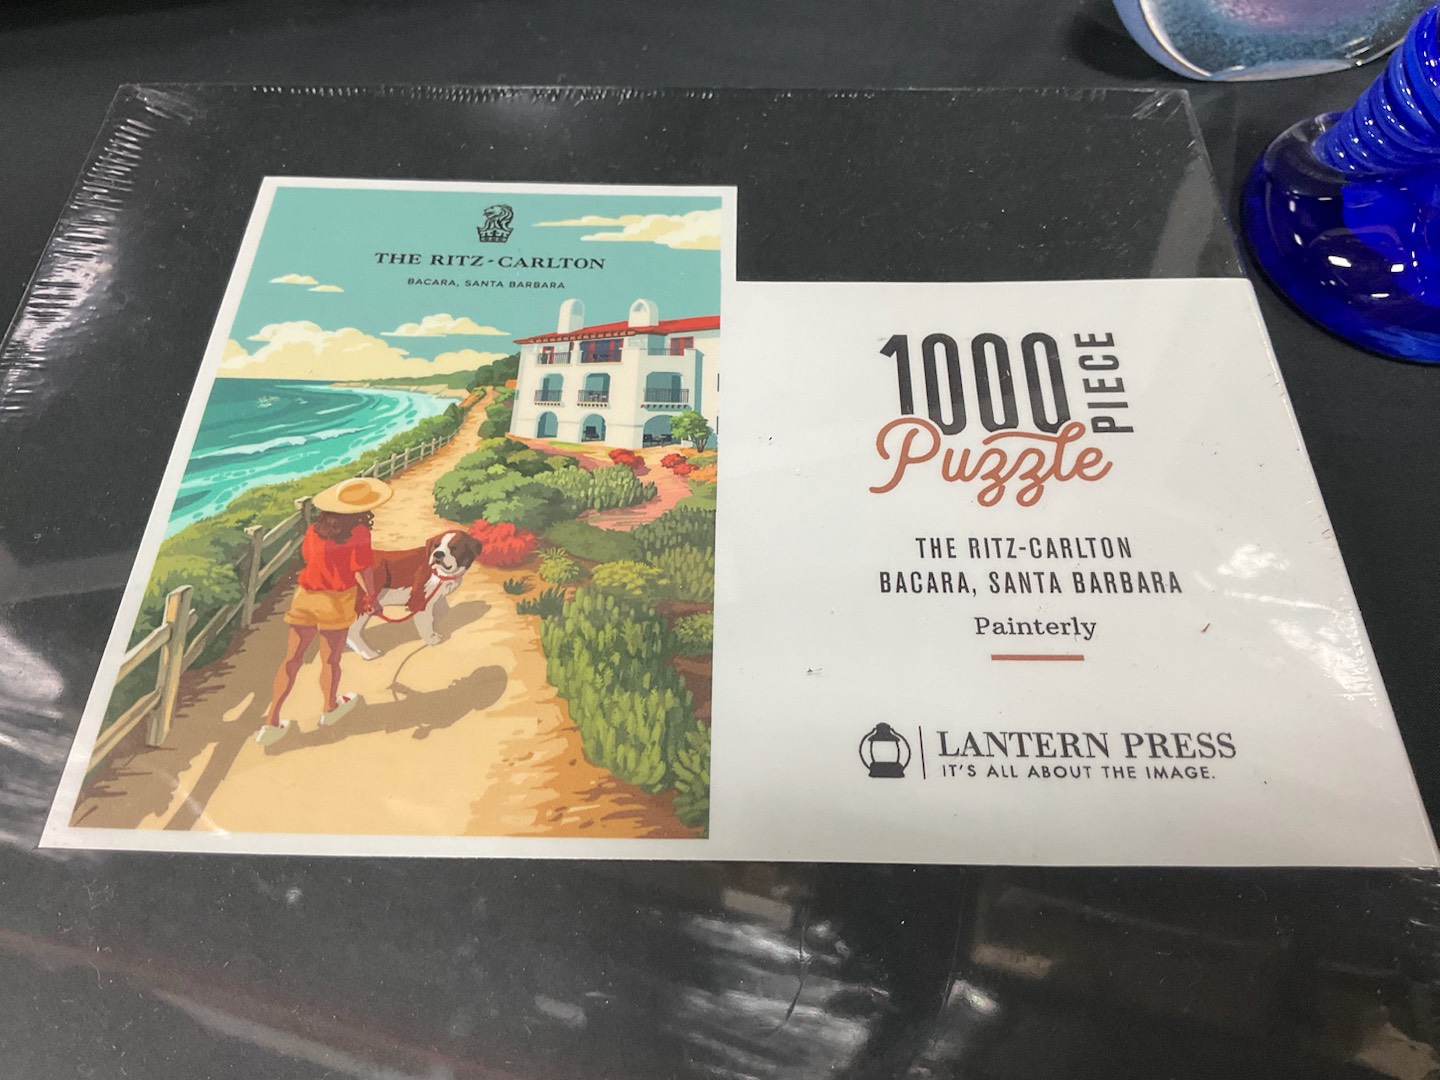 THE RITZ-CARLTON
BACARA, SANTA BARBARA
1000 PIECE
Puzzle
THE RITZ-CARLTON
BACARA, SANTA BARBARA
Painterly
LANTERN PRESS
IT'S ALL ABOUT THE IMAGE.